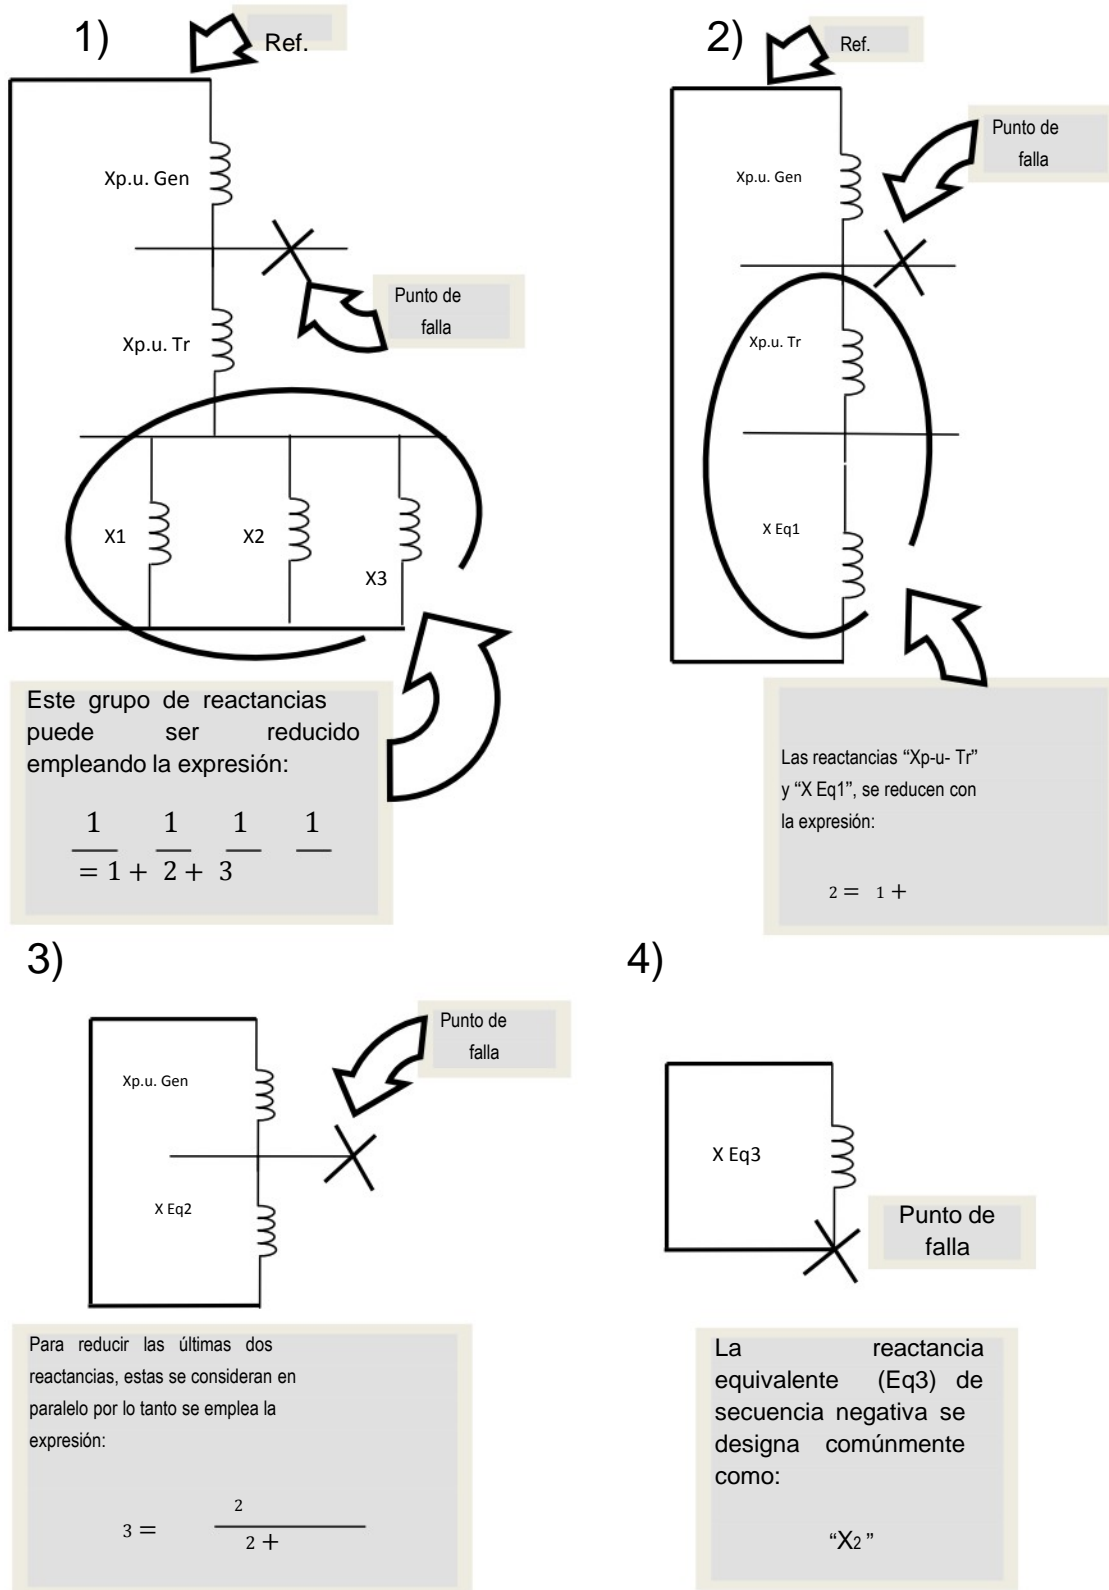 1)
Ref.
Xp.u. Gen
Punto de
falla
Xp.u. Tr
X1
X2
X3
Este grupo de reactancias
puede ser reducido
empleando la expresión:
1 1 1 1
= 1 + 2 + 3
2)
Ref.
Punto de
falla
Xp.u. Gen
Xp.u. Tr
X Eq1
Las reactancias “Xp-u- Tr”
y “X Eq1”, se reducen con
la expresión:
2 = 1 +
3)
Punto de
falla
Xp.u. Gen
X Eq2
Para reducir las últimas dos
reactancias, estas se consideran en
paralelo por lo tanto se emplea la
expresión:
2
3 =
2 +
4)
X Eq3
Punto de
falla
La reactancia
equivalente (Eq3) de
secuencia negativa se
designa comúnmente
como:
“X2 ”